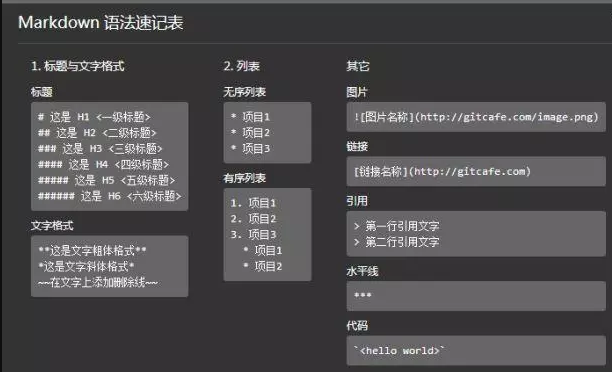 Markdown 语法速记表
1. 标题与文字格式
标题
# 这是 H1 <一级标题>
## 这是 H2 <二级标题>
### 这是 H3 <三级标题>
#### 这是 H4 <四级标题>
##### 这是 H5 <五级标题>
###### 这是 H6 <六级标题>
文字格式
**这是文字粗体格式**
*这是文字斜体格式*
~~在文字上添加删除线~~
2. 列表
无序列表
* 项目1
* 项目2
* 项目3
有序列表
1. 项目1
2. 项目2
3. 项目3
  * 项目1
  * 项目2
其它
图片
![图片名称](http://gitcafe.com/image.png)
链接
[链接名称](http://gitcafe.com)
引用
> 第一行引用文字
> 第二行引用文字
水平线
***
代码
`<hello world>`